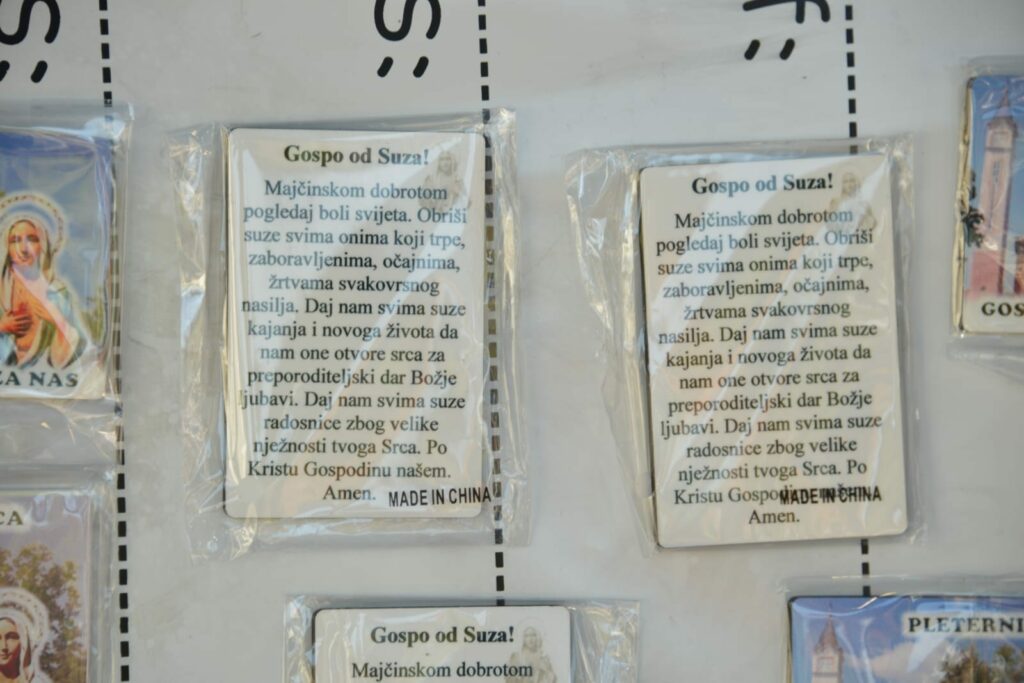 ZA NAS
CA
Gospo od Suza!
Majčinskom dobrotom
pogledaj boli svijeta. Obriši
suze svima onima koji trpe,
zaboravljenima, očajnima,
žrtvama svakovrsnog
nasilja. Daj nam svima suze
kajanja i novoga života da
nam one otvore srca za
preporoditeljski dar Božje
ljubavi. Daj nam svima suze
radosnice zbog velike
nježnosti tvoga Srca. Po
Kristu Gospodinu našem.
Amen. MADE IN CHINA
Gospo od Suza!
Majčinskom dobrotom
pogledaj boli svijeta. Obriši
suze svima onima koji trpe,
zaboravljenima, očajnima,
žrtvama svakovrsnog
nasilja. Daj nam svima suze
kajanja i novoga života da
nam one otvore srca za
preporoditeljski dar Božje
ljubavi. Daj nam svima suze
radosnice zbog velike
nježnosti tvoga Srca. Po
Kristu Gospodinu našem.
MADE IN CHINA
Amen.
Gospo od Suza!
Majčinskom dobrotom
GOS
PLETERNI